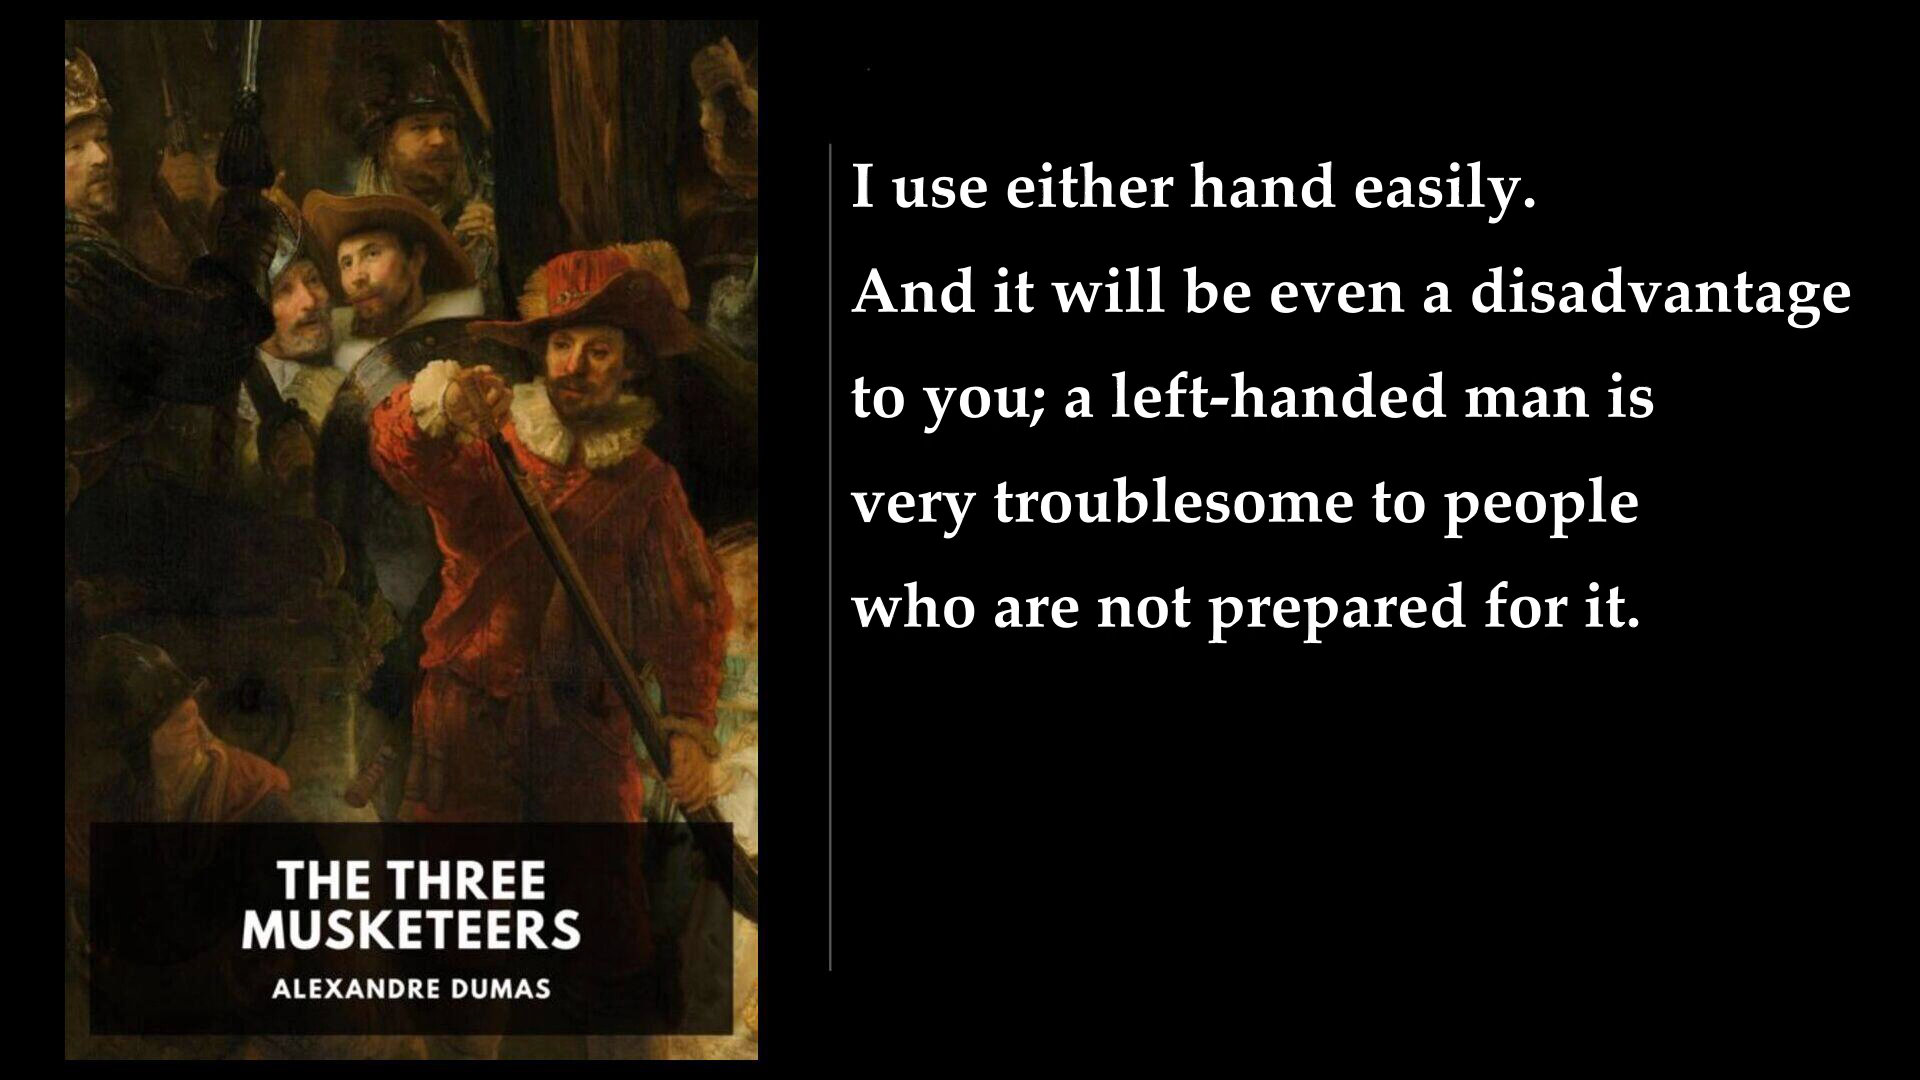 THE THREE
MUSKETEERS
ALEXANDRE DUMAS
I use either hand easily.
And it will be even a disadvantage
to you; a left-handed man is
very troublesome to people
who are not prepared for it.